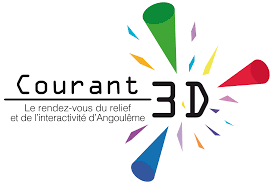 Courant 3D
Le rendez-vous du relief
et de l'interactivité d'Angoulême